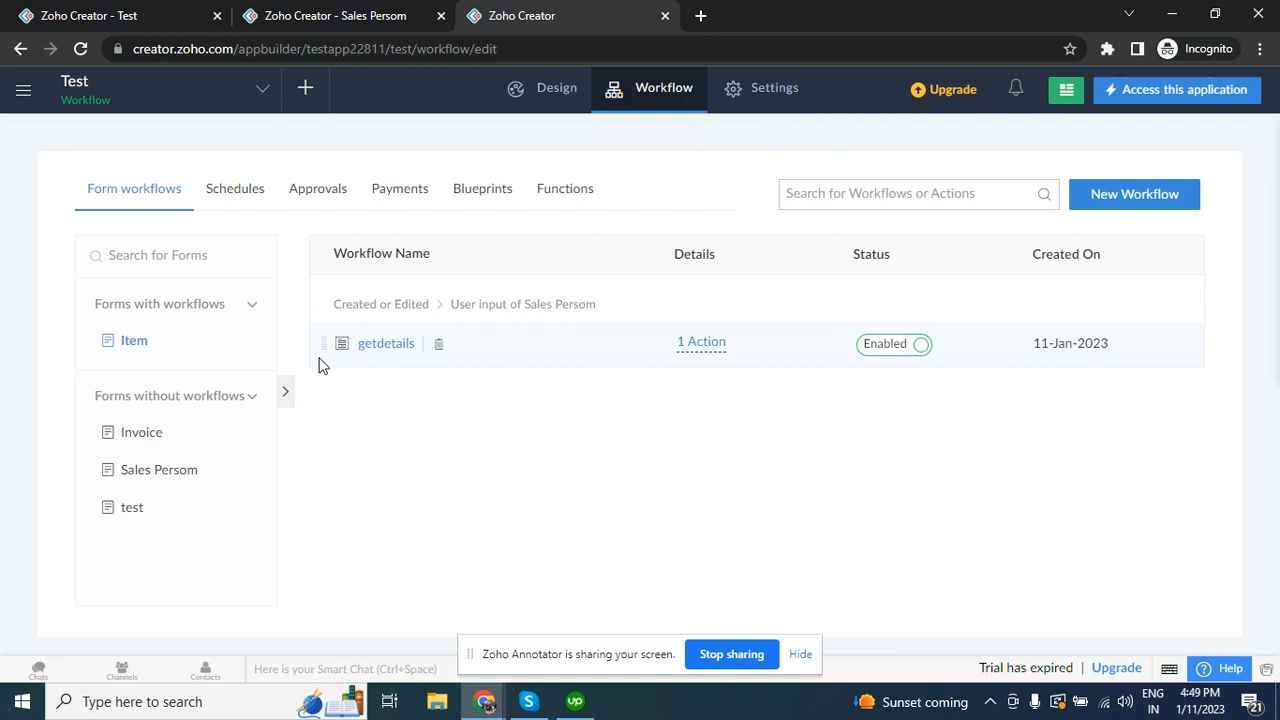 Zoho Creator - Test
Zoho Creator - Sales Persom
Zoho Creator
creator.zoho.com/appbuilder/testapp22811/test/workflow/edit
Incognito
Test
Workflow
Design
Workflow
Settings
Upgrade
Access this application
Form workflows
Schedules
Approvals
Payments
Blueprints
Functions
Search for Workflows or Actions
New Workflow
Search for Forms
Forms with workflows
Item
Forms without workflows
Invoice
Sales Persom
test
Workflow Name
Details
Status
Created On
Created or Edited > User input of Sales Persom
getdetails
1 Action
Enabled
11-Jan-2023
Zoho Annotator is sharing your screen.
Stop sharing
Hide
Chats
Channels
Contacts
Here is your Smart Chat (Ctrl+Space)
Trial has expired
Upgrade
Help
Type here to search
Sunset coming
ENG
IN
4:49 PM
1/11/2023
21